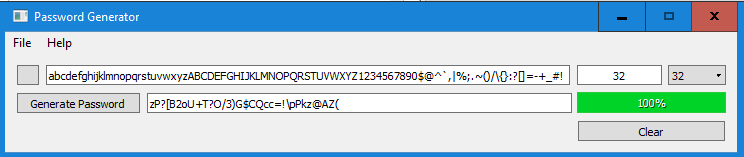 Password Generator
File Help
abcdefghijklmnopqrstuvwxyzABCDEFGHIJKLMNOPQRSTUVWXYZ1234567890$@^`,|%;.~()/\{}:?[]=-+_#! 32 32
Generate Password zP?[B2oU+T?O/3)G$CQcc=!\pPkz@AZ( 100%
Clear